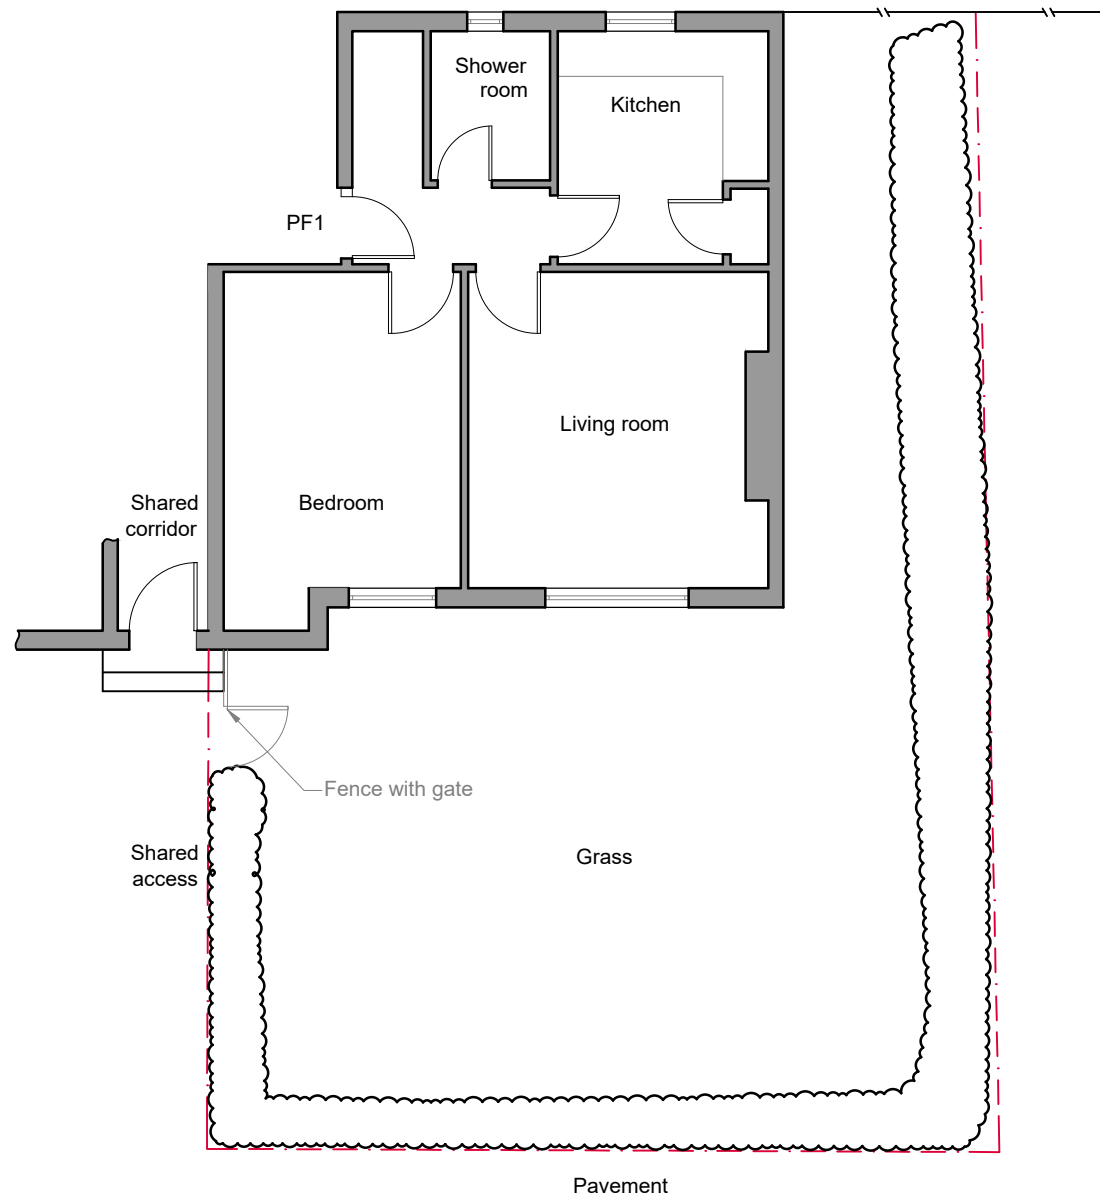 Shower
room
Kitchen
PF1
Living room
Bedroom
Shared
corridor
Fence with gate
Shared
access
Grass
Pavement